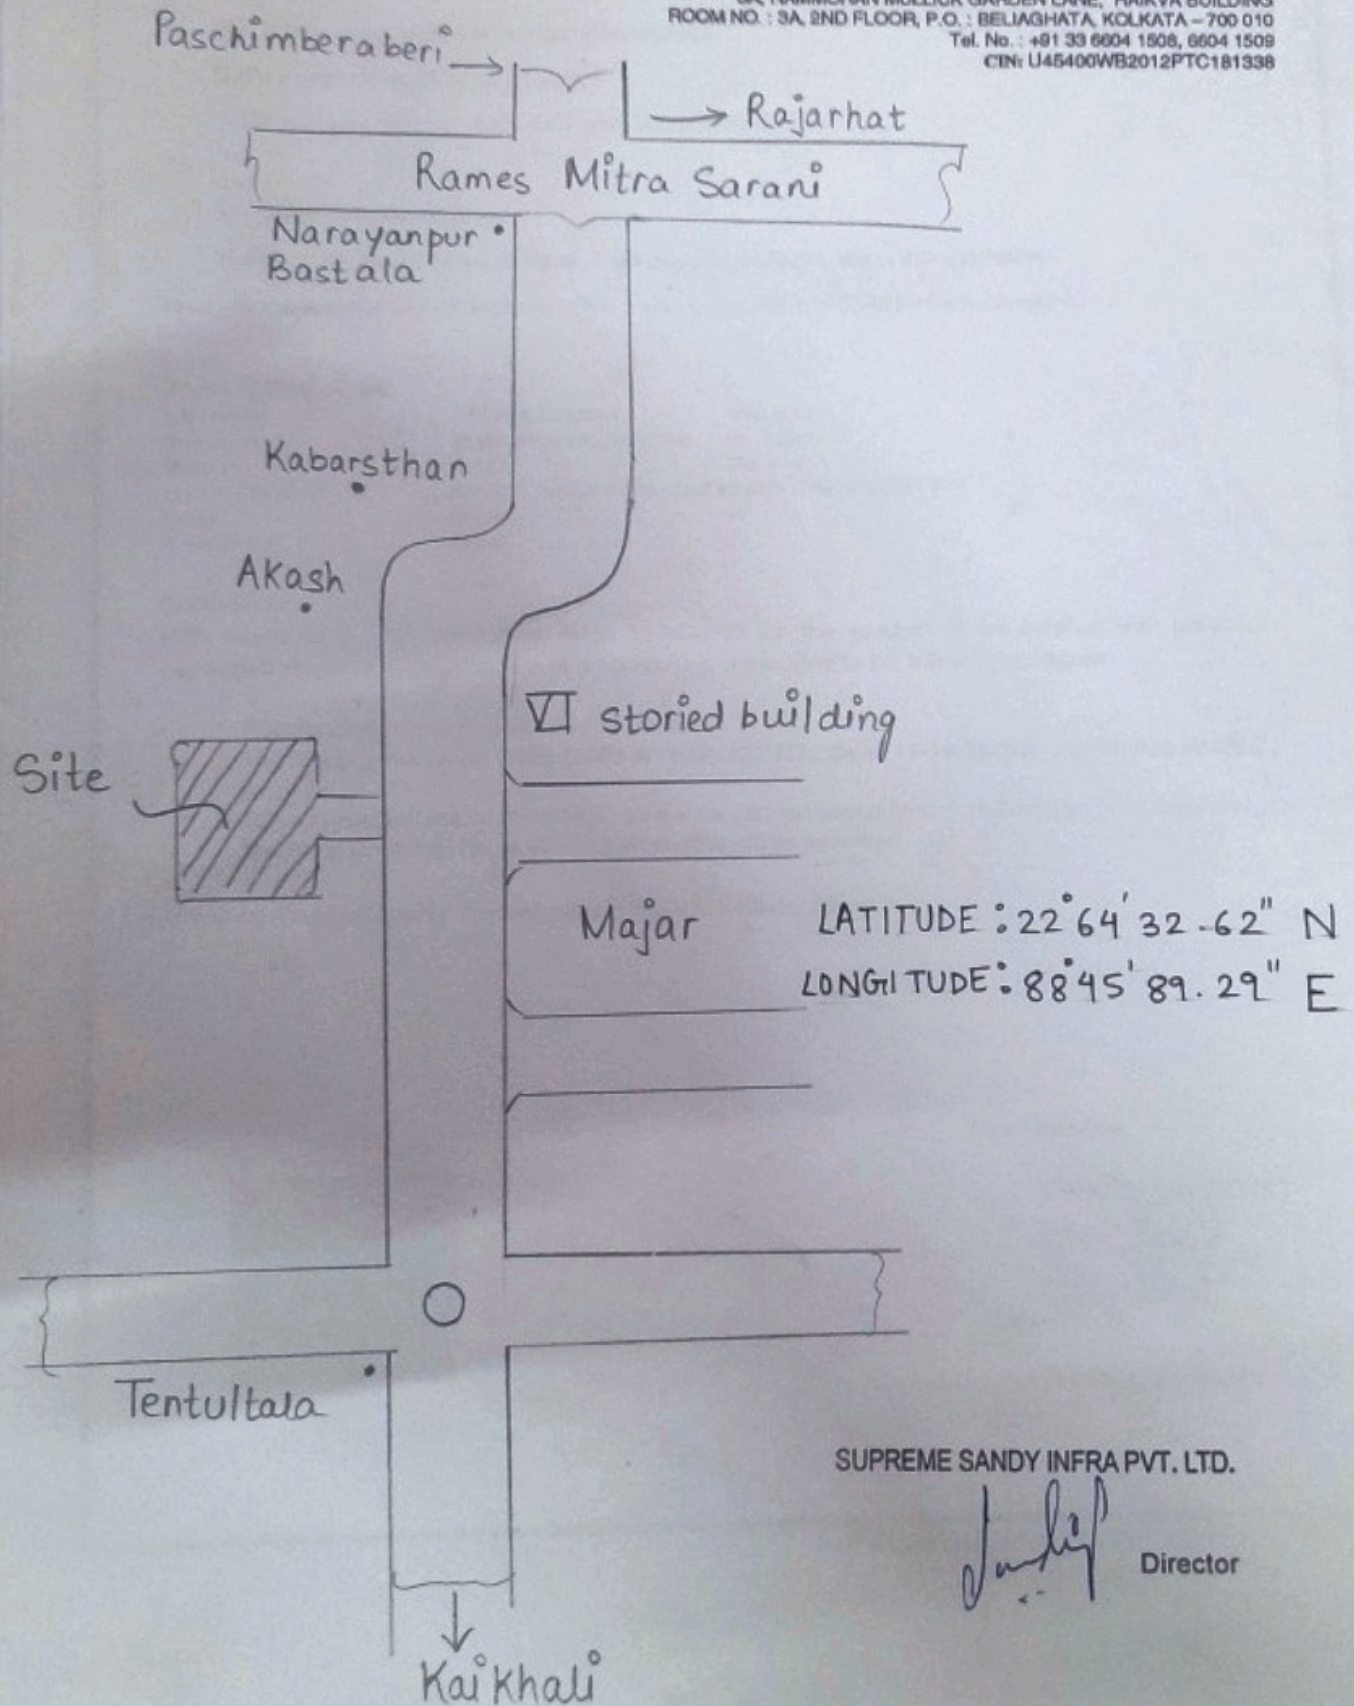 ROOM NO. : 3A, 2ND FLOOR, P.O. : BELIAGHATA, KOLKATA – 700 010
Tel. No. : +91 33 6604 1508, 6604 1509
CIN: U45400WB2012PTC181338
Paschimberaberi
Rajarhat
Rames Mitra Sarani
Narayanpur
Bastala
Kabarsthan
Akash
VI storied building
Site
Majar
LATITUDE : 22°64' 32.62" N
LONGITUDE : 88°45' 89.29" E
Tentultala
SUPREME SANDY INFRA PVT. LTD.
Director
Kaikhali